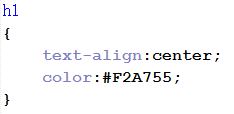 h1
{
    text-align:center;
    color:#F2A755;
}